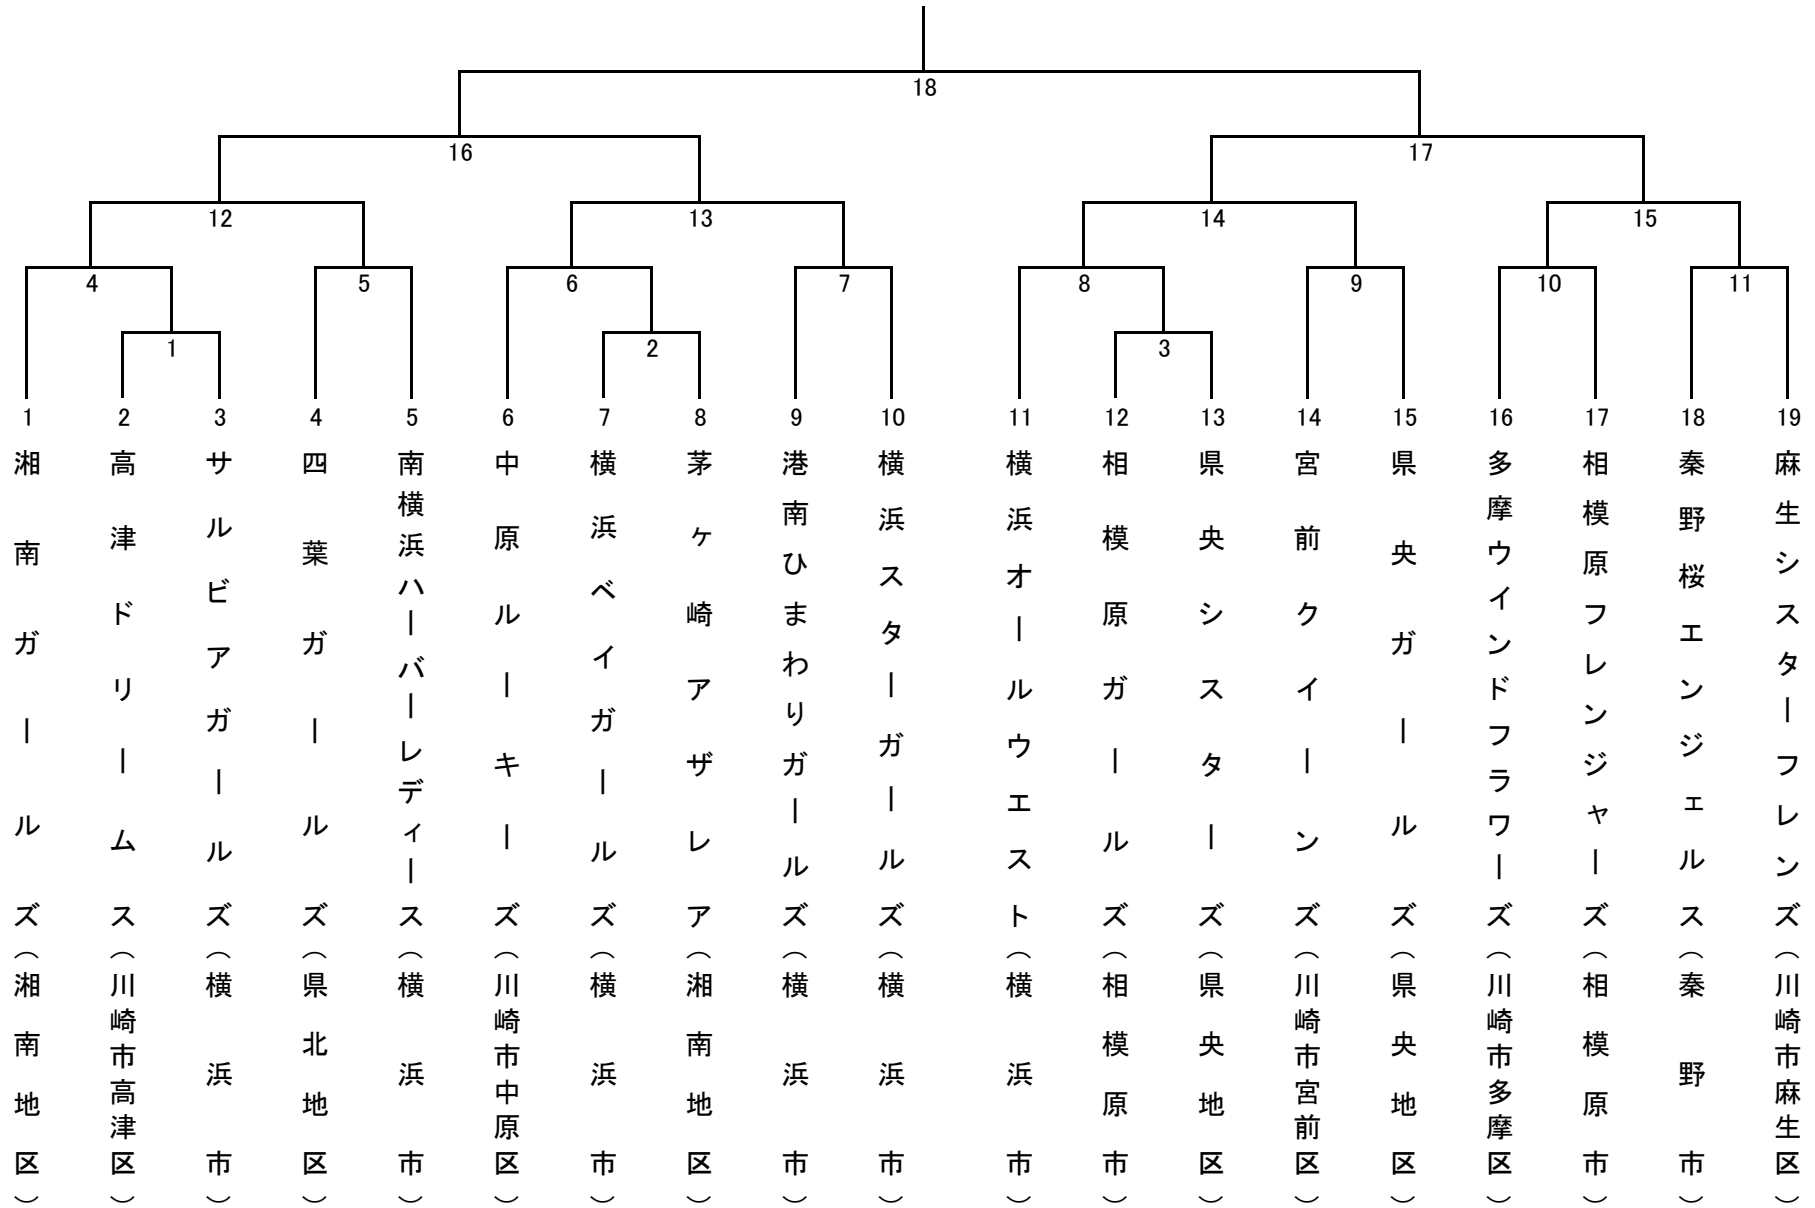 18
16
17
12
13
14
15
4
5
6
7
8
9
10
11
1
2
3
1 湘南ガールズ（湘南地区）
2 高津ドリームス（川崎市高津区）
3 サルビアガールズ（横浜市）
4 四葉ガールズ（県北地区）
5 南横浜ハーバーレディース（横浜市）
6 中原ルーキーズ（川崎市中原区）
7 横浜ベイガールズ（横浜市）
8 茅ヶ崎アザレア（湘南地区）
9 港南ひまわりガールズ（横浜市）
10 横浜スターガールズ（横浜市）
11 横浜オールウエスト（横浜市）
12 相模原ガールズ（相模原市）
13 県央シスターズ（県央地区）
14 宮前クイーンズ（川崎市宮前区）
15 県央ガールズ（県央地区）
16 多摩ウインドフラワーズ（川崎市多摩区）
17 相模原フレンジャーズ（相模原市）
18 秦野桜エンジェルス（秦野市）
19 麻生シスターフレンズ（川崎市麻生区）